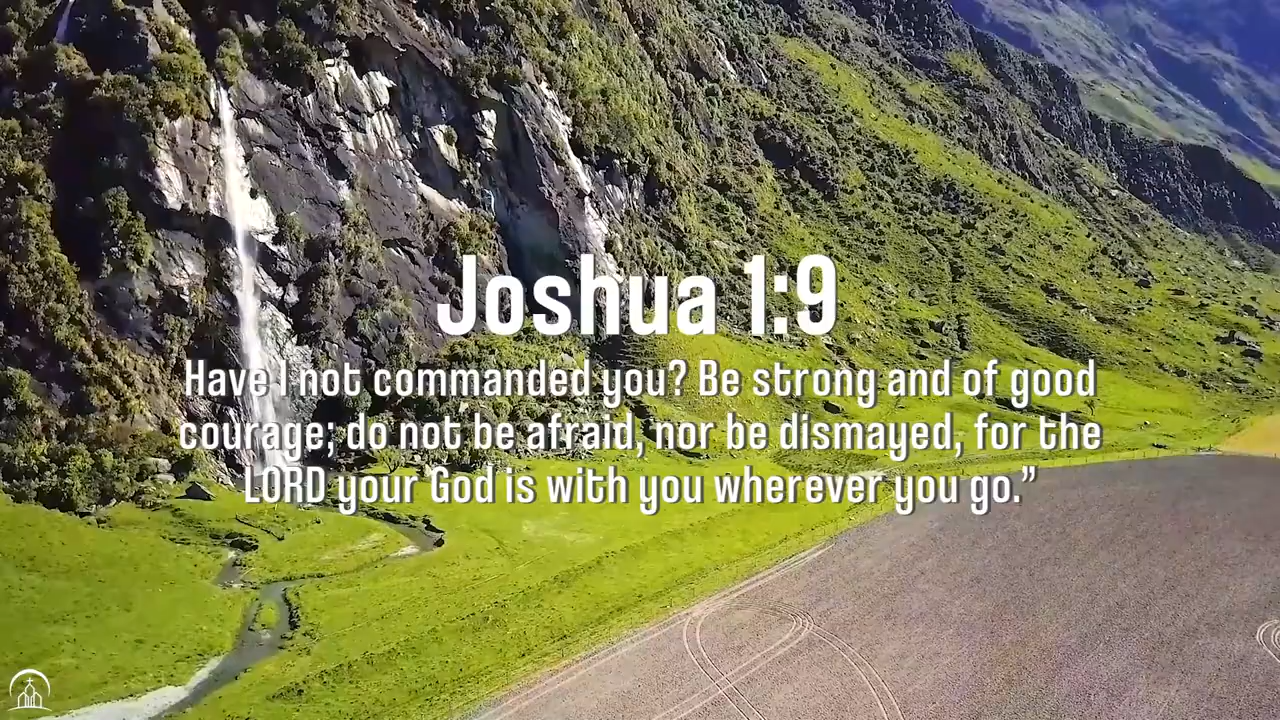 Joshua 1:9
Have I not commanded you? Be strong and of good
courage; do not be afraid, nor be dismayed, for the
LORD your God is with you wherever you go.”